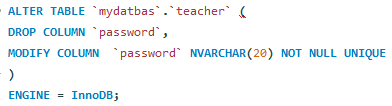 ALTER TABLE `mydatbas`.`teacher` (
DROP COLUMN `password`,
MODIFY COLUMN  `password` NVARCHAR(20) NOT NULL UNIQUE
)
ENGINE = InnoDB;